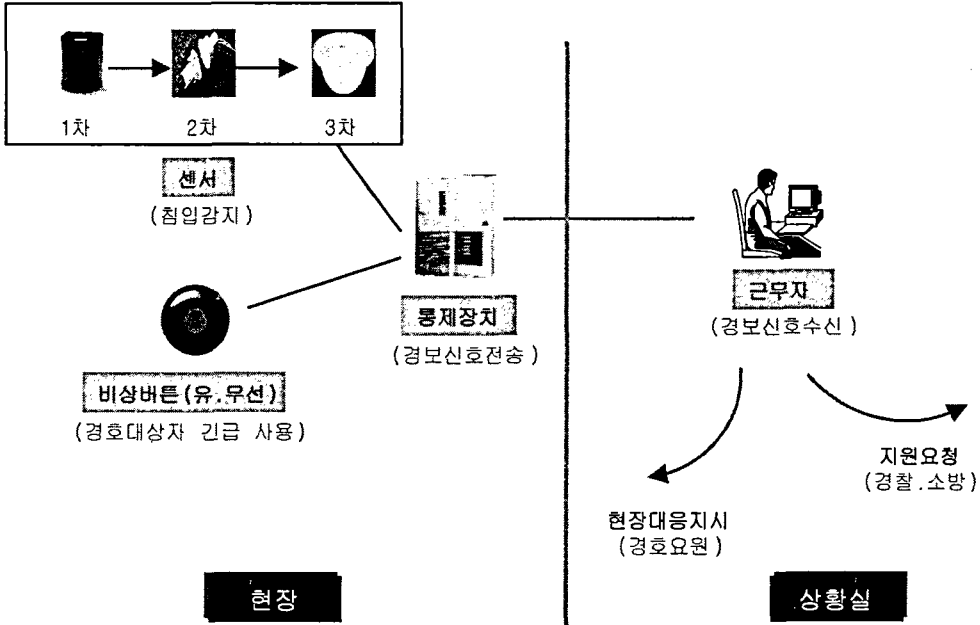 1차
2차
3차
센서
(침입감지)
통제장치
(경보신호전송)
비상버튼(유.무선)
(경호대상자 긴급 사용)
근무자
(경보신호수신)
지원요청
(경찰.소방)
현장대응지시
(경호요원)
현장
상황실